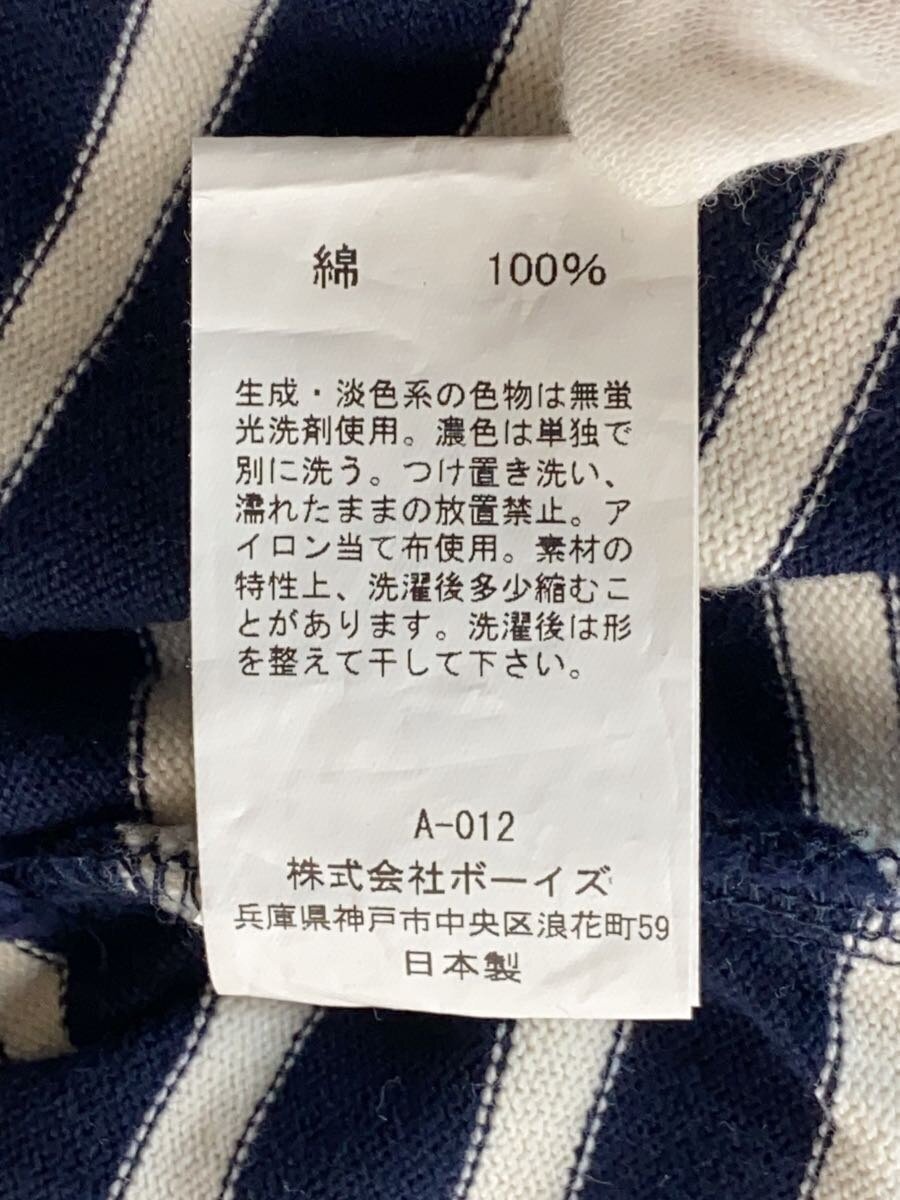 綿 100%
生成・淡色系の色物は無蛍
光洗剤使用。濃色は単独で
別に洗う。つけ置き洗い、
濡れたままの放置禁止。ア
イロン当て布使用。素材の
特性上、洗濯後多少縮むこ
とがあります。洗濯後は形
を整えて干して下さい。
A-012
株式会社ボーイズ
兵庫県神戸市中央区浪花町59
日本製